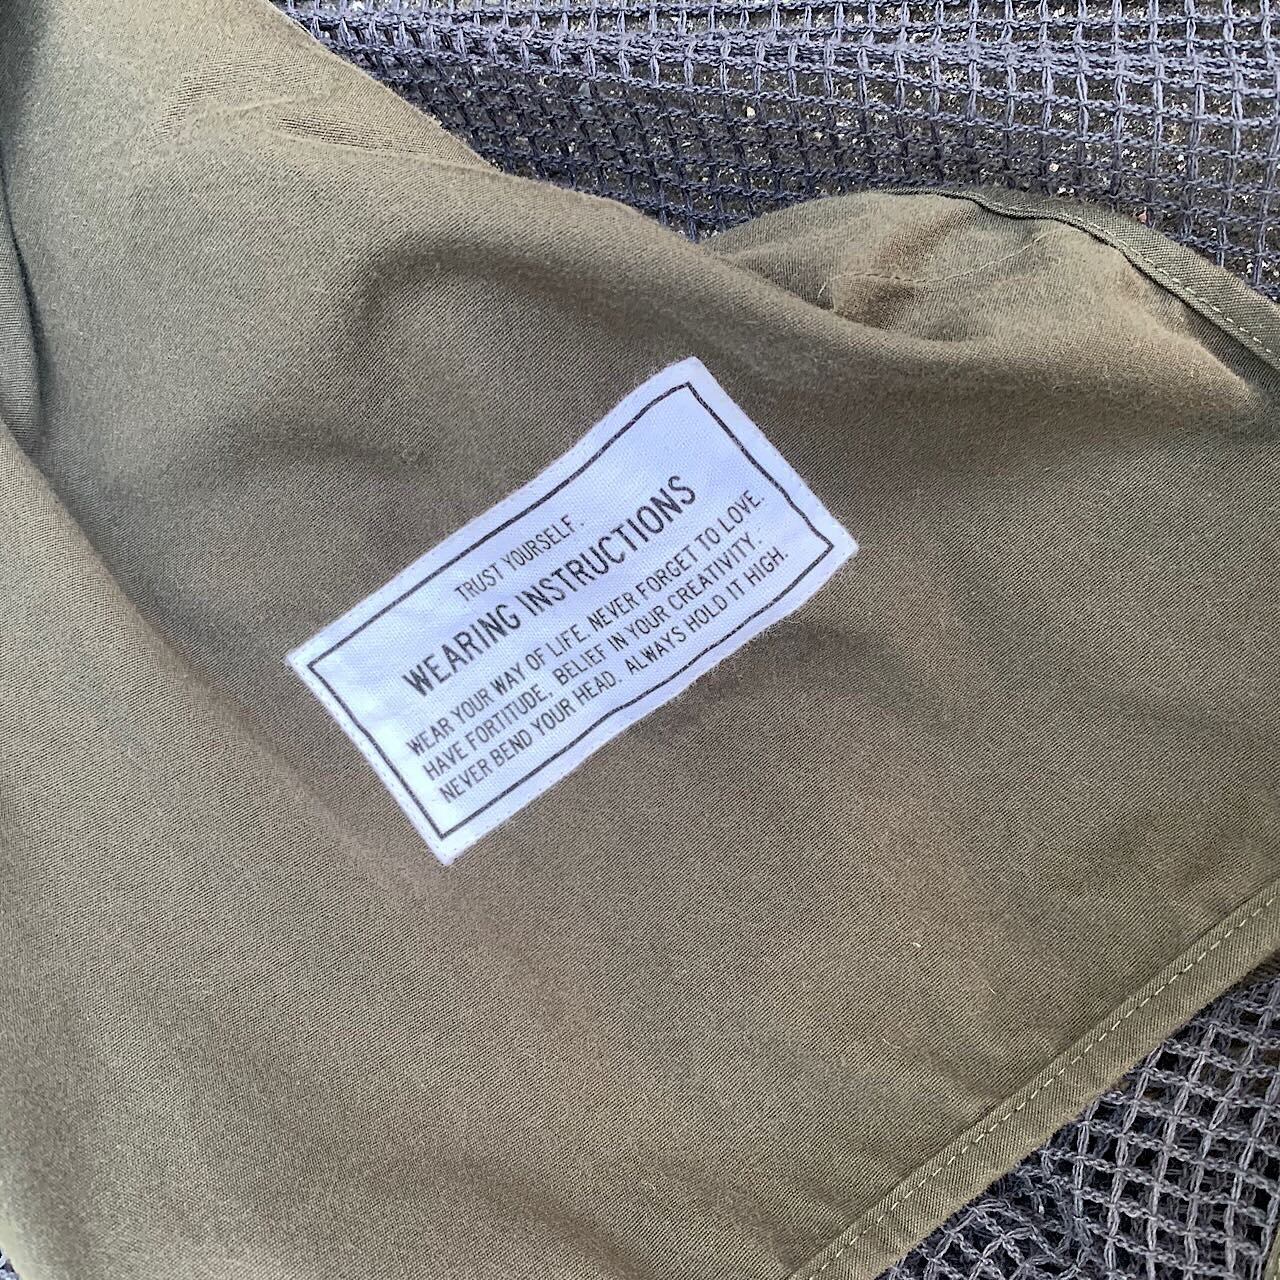 TRUST YOURSELF.
WEARING INSTRUCTIONS
WEAR YOUR WAY OF LIFE. NEVER FORGET TO LOVE.
HAVE FORTITUDE. BELIEF IN YOUR CREATIVITY.
NEVER BEND YOUR HEAD. ALWAYS HOLD IT HIGH.